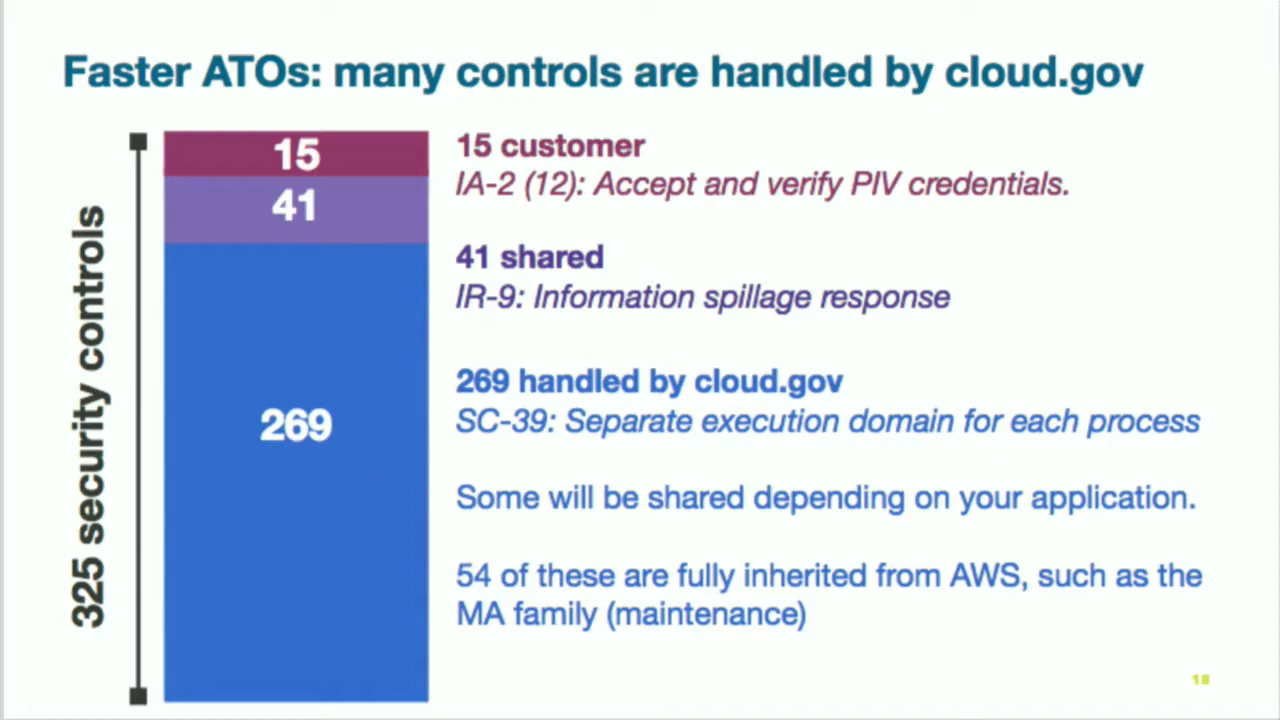 Faster ATOs: many controls are handled by cloud.gov
325 security controls
15
41
269
15 customer
IA-2 (12): Accept and verify PIV credentials.
41 shared
IR-9: Information spillage response
269 handled by cloud.gov
SC-39: Separate execution domain for each process
Some will be shared depending on your application.
54 of these are fully inherited from AWS, such as the
MA family (maintenance)
18